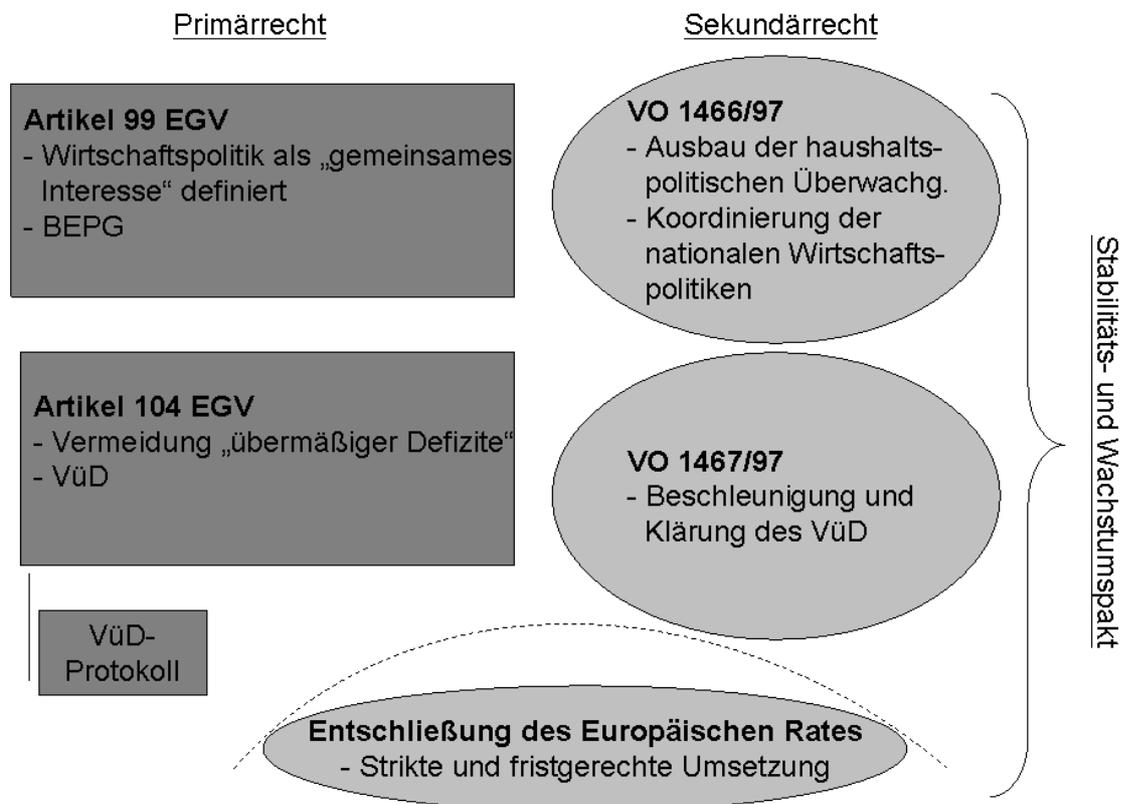 Primärrecht
Sekundärrecht
Artikel 99 EGV
- Wirtschaftspolitik als „gemeinsames
Interesse“ definiert
- BEPG
VO 1466/97
- Ausbau der haushalts-
politischen Überwachg.
- Koordinierung der
nationalen Wirtschafts-
politiken
Artikel 104 EGV
- Vermeidung „übermäßiger Defizite“
- VüD
VO 1467/97
- Beschleunigung und
Klärung des VüD
VüD-
Protokoll
Entschließung des Europäischen Rates
- Strikte und fristgerechte Umsetzung
Stabilitäts- und Wachstumspakt